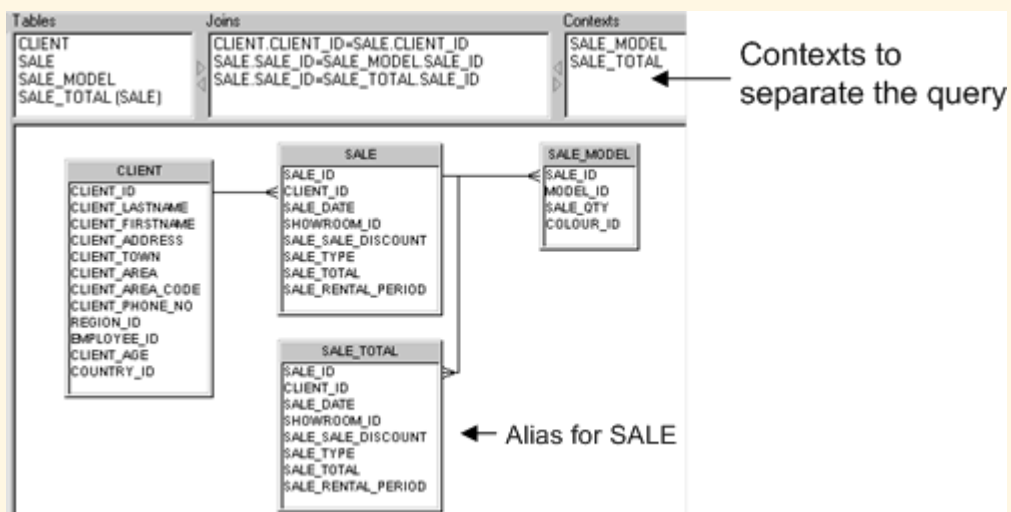 Tables
Joins
Contexts
CLIENT
SALE
SALE_MODEL
SALE_TOTAL (SALE)
CLIENT.CLIENT_ID=SALE.CLIENT_ID
SALE.SALE_ID=SALE_MODEL.SALE_ID
SALE.SALE_ID=SALE_TOTAL.SALE_ID
SALE_MODEL
SALE_TOTAL
Contexts to
separate the query
CLIENT
CLIENT_ID
CLIENT_LASTNAME
CLIENT_FIRSTNAME
CLIENT_ADDRESS
CLIENT_TOWN
CLIENT_AREA
CLIENT_AREA_CODE
CLIENT_PHONE_NO
REGION_ID
EMPLOYEE_ID
CLIENT_AGE
COUNTRY_ID
SALE
SALE_ID
CLIENT_ID
SALE_DATE
SHOWROOM_ID
SALE_SALE_DISCOUNT
SALE_TYPE
SALE_TOTAL
SALE_RENTAL_PERIOD
SALE_MODEL
SALE_ID
MODEL_ID
SALE_QTY
COLOUR_ID
SALE_TOTAL
SALE_ID
CLIENT_ID
SALE_DATE
SHOWROOM_ID
SALE_SALE_DISCOUNT
SALE_TYPE
SALE_TOTAL
SALE_RENTAL_PERIOD
Alias for SALE